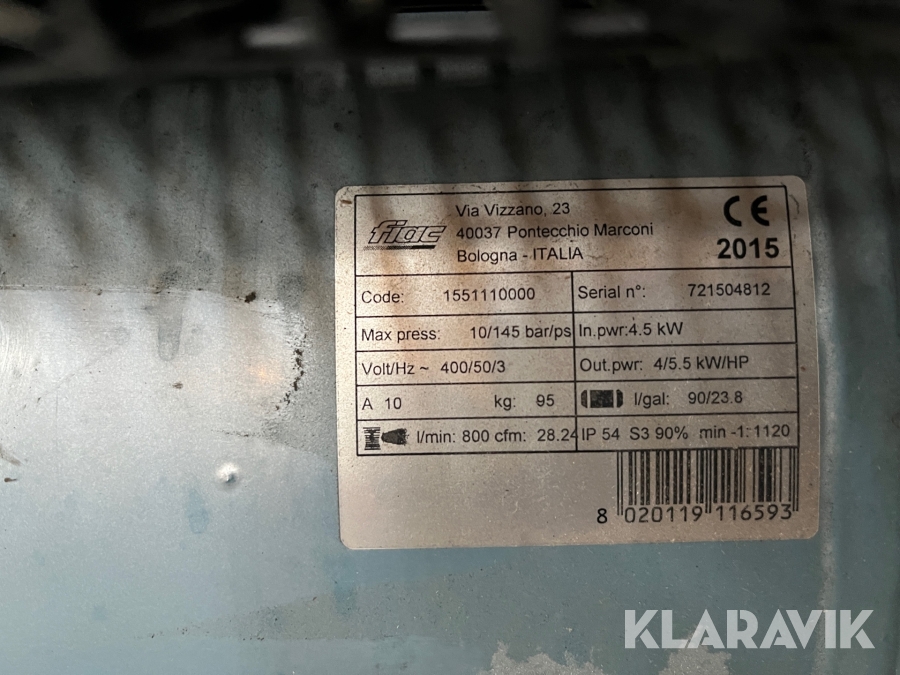 fiac
Via Vizzano, 23
40037 Pontecchio Marconi
Bologna - ITALIA
CE
2015
Code: 1551110000 Serial n°: 721504812
Max press: 10/145 bar/ps In.pwr:4.5 kW
Volt/Hz ~ 400/50/3 Out.pwr: 4/5.5 kW/HP
A 10 kg: 95 l/gal: 90/23.8
l/min: 800 cfm: 28.24 IP 54 S3 90% min -1: 1120
8 020119 116593
KLARAVIK